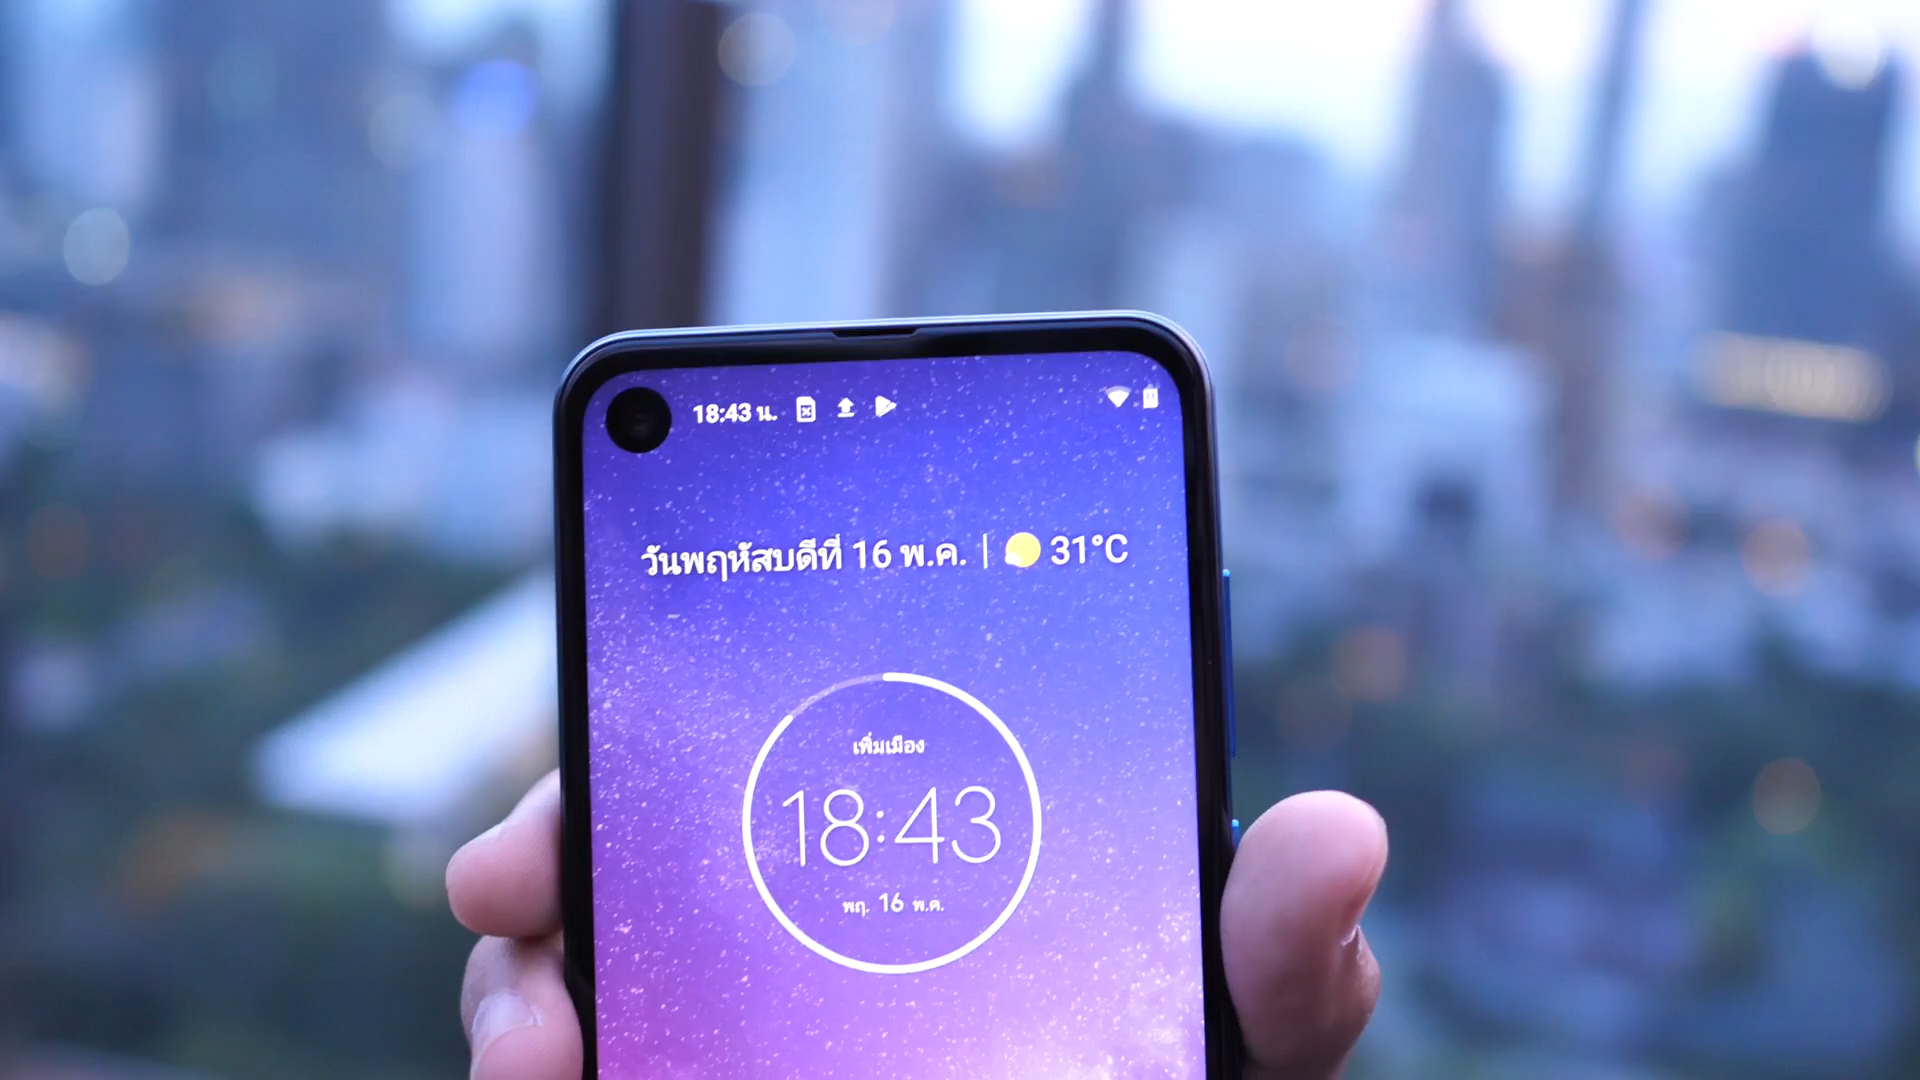 18:43 น.
วันพฤหัสบดีที่ 16 พ.ค. | 31°C
เพิ่มเมือง
18:43
พฤ. 16 พ.ค.